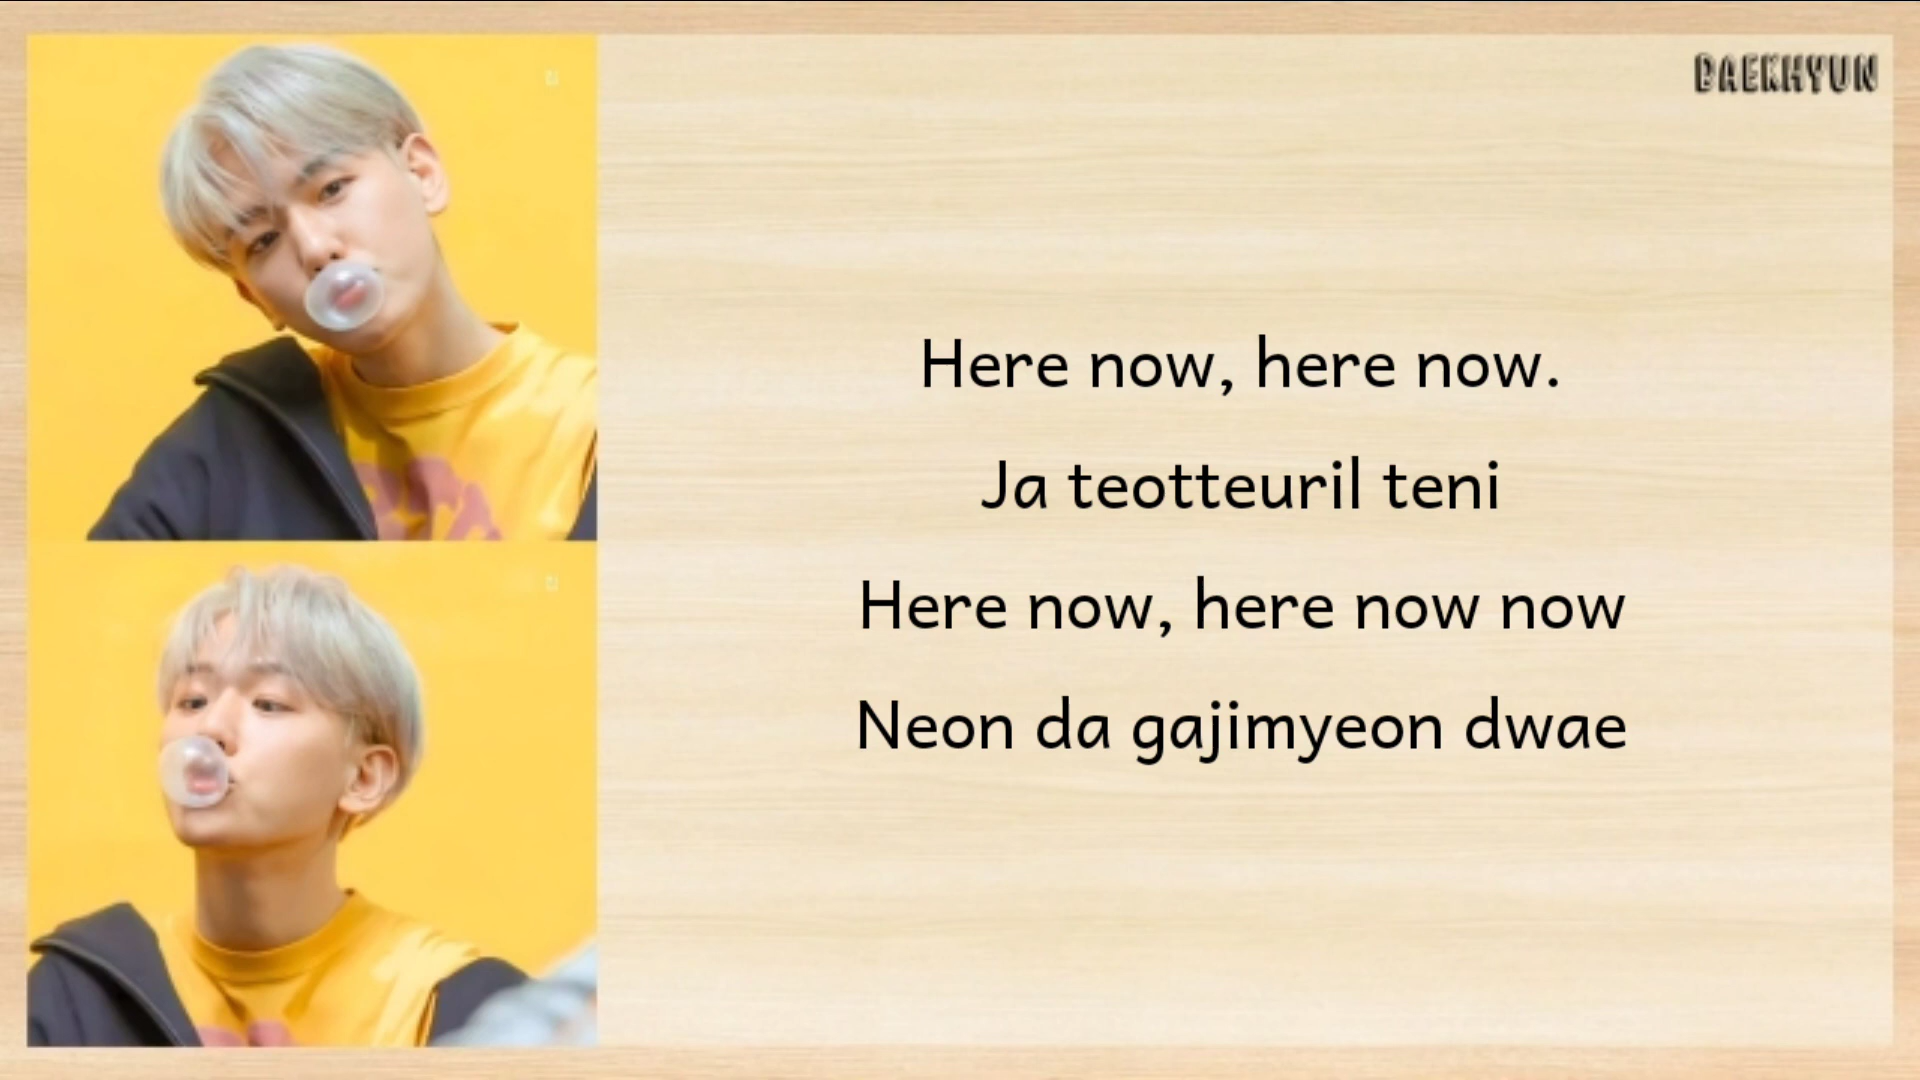 BAEKHYUN
Here now, here now.
Ja teotteuril teni
Here now, here now now
Neon da gajimyeon dwae